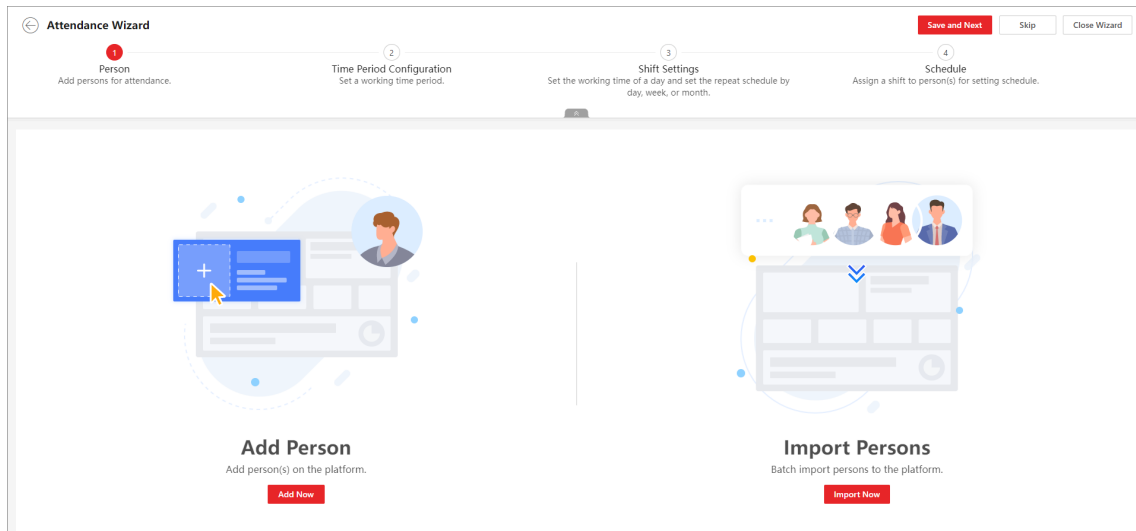 Attendance Wizard
Save and Next
Skip
Close Wizard
1
Person
Add persons for attendance.
2
Time Period Configuration
Set a working time period.
3
Shift Settings
Set the working time of a day and set the repeat schedule by
day, week, or month.
4
Schedule
Assign a shift to person(s) for setting schedule.
Add Person
Add person(s) on the platform.
Add Now
Import Persons
Batch import persons to the platform.
Import Now